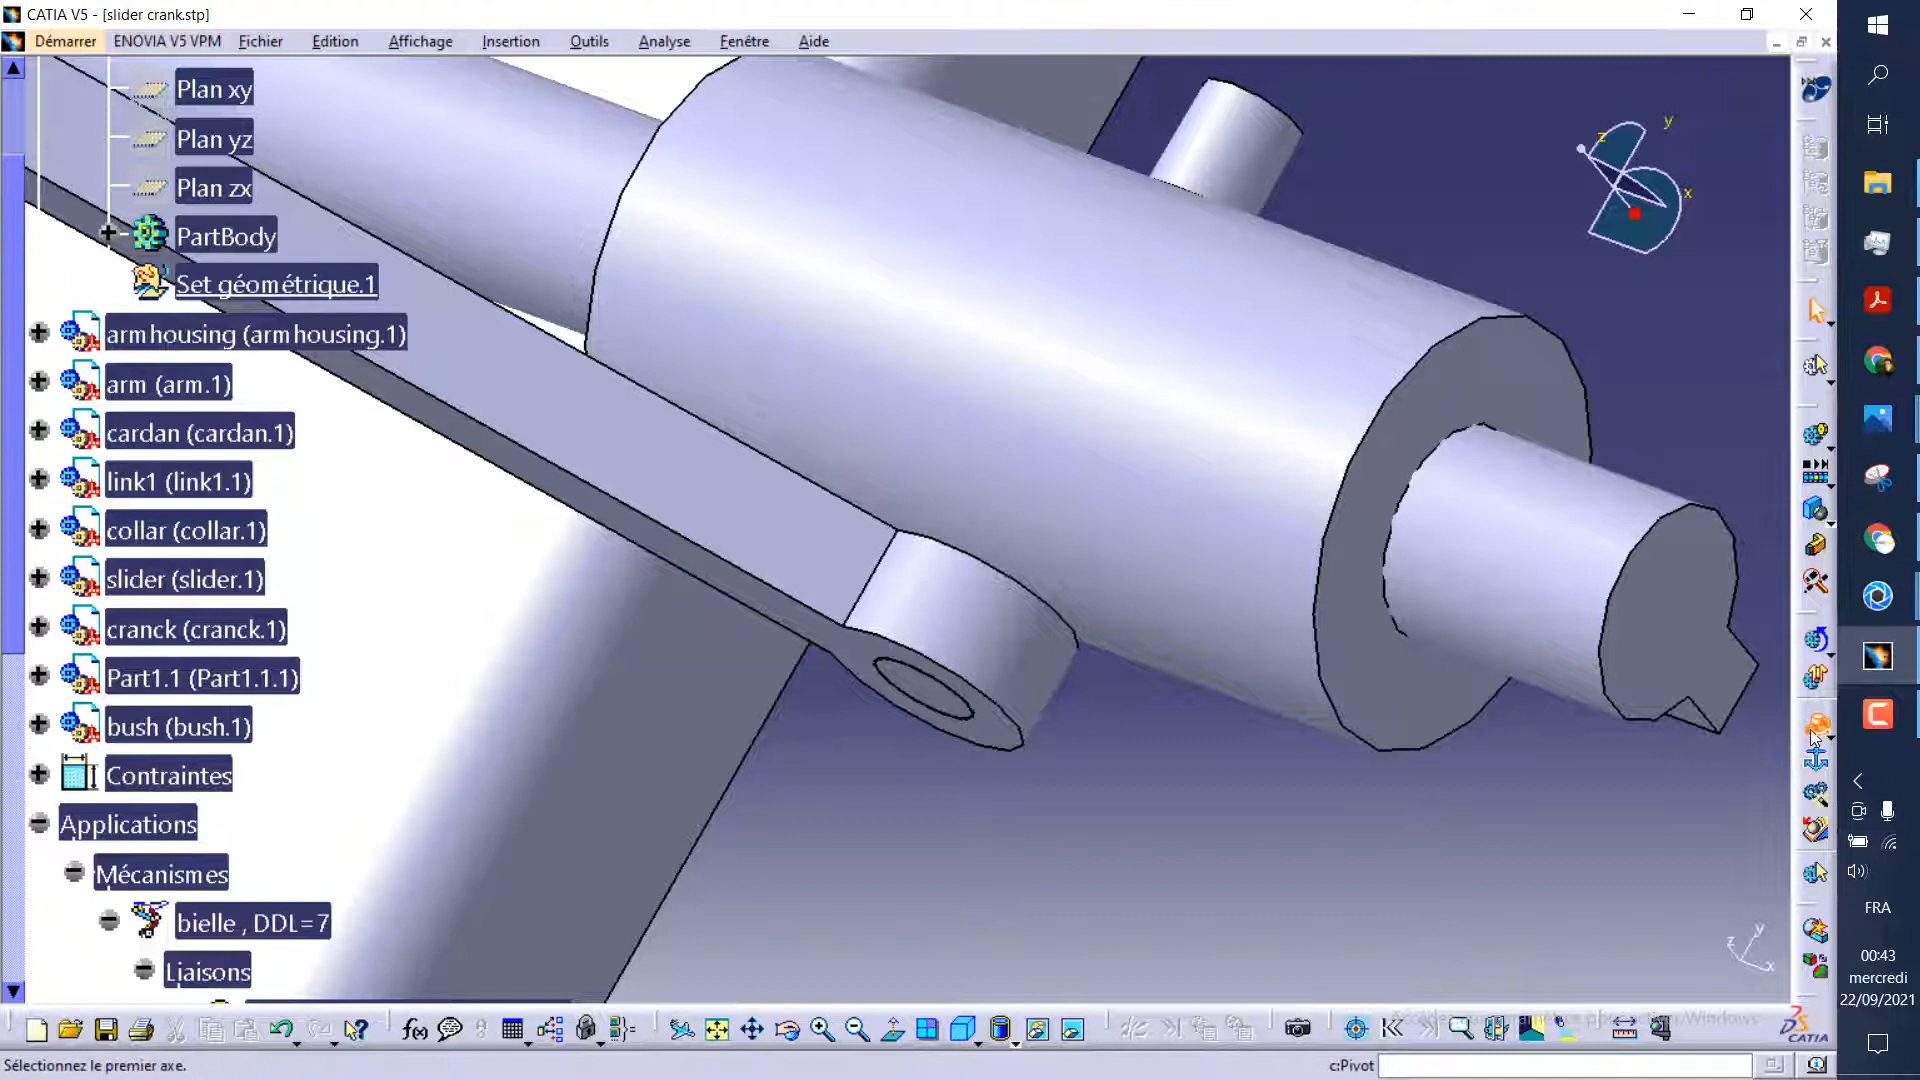 CATIA V5 - [slider crank.stp]
Démarrer ENOVIA V5 VPM Fichier Edition Affichage Insertion Outils Analyse Fenêtre Aide
Plan xy
Plan yz
Plan zx
PartBody
Set géométrique.1
armhousing (armhousing.1)
arm (arm.1)
cardan (cardan.1)
link1 (link1.1)
collar (collar.1)
slider (slider.1)
cranck (cranck.1)
Part1.1 (Part1.1.1)
bush (bush.1)
Contraintes
Applications
Mécanismes
bielle , DDL=7
Liaisons
z
y
x
y
z
x
f(x)
CATIA
Sélectionnez le premier axe.
c:Pivot
FRA
00:43
mercredi
22/09/2021